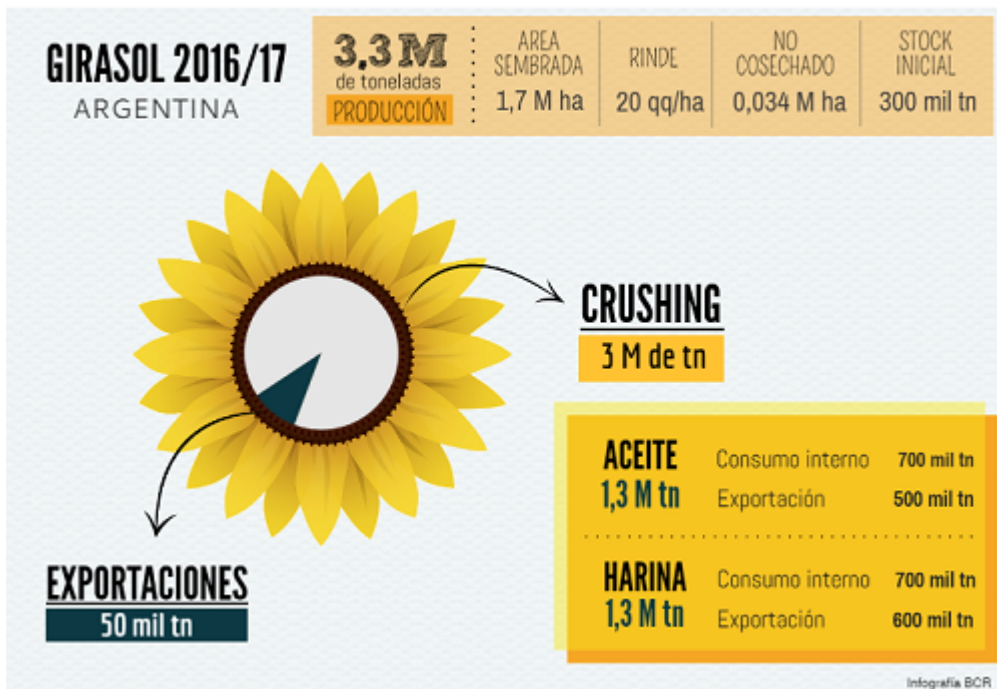 GIRASOL 2016/17
ARGENTINA
3,3 M
de toneladas
PRODUCCIÓN
AREA
SEMBRADA
1,7 M ha
RINDE
20 qq/ha
NO
COSECHADO
0,034 M ha
STOCK
INICIAL
300 mil tn
CRUSHING
3 M de tn
ACEITE
1,3 M tn
Consumo interno 700 mil tn
Exportación 500 mil tn
HARINA
1,3 M tn
Consumo interno 700 mil tn
Exportación 600 mil tn
EXPORTACIONES
50 mil tn
Infografía BCR